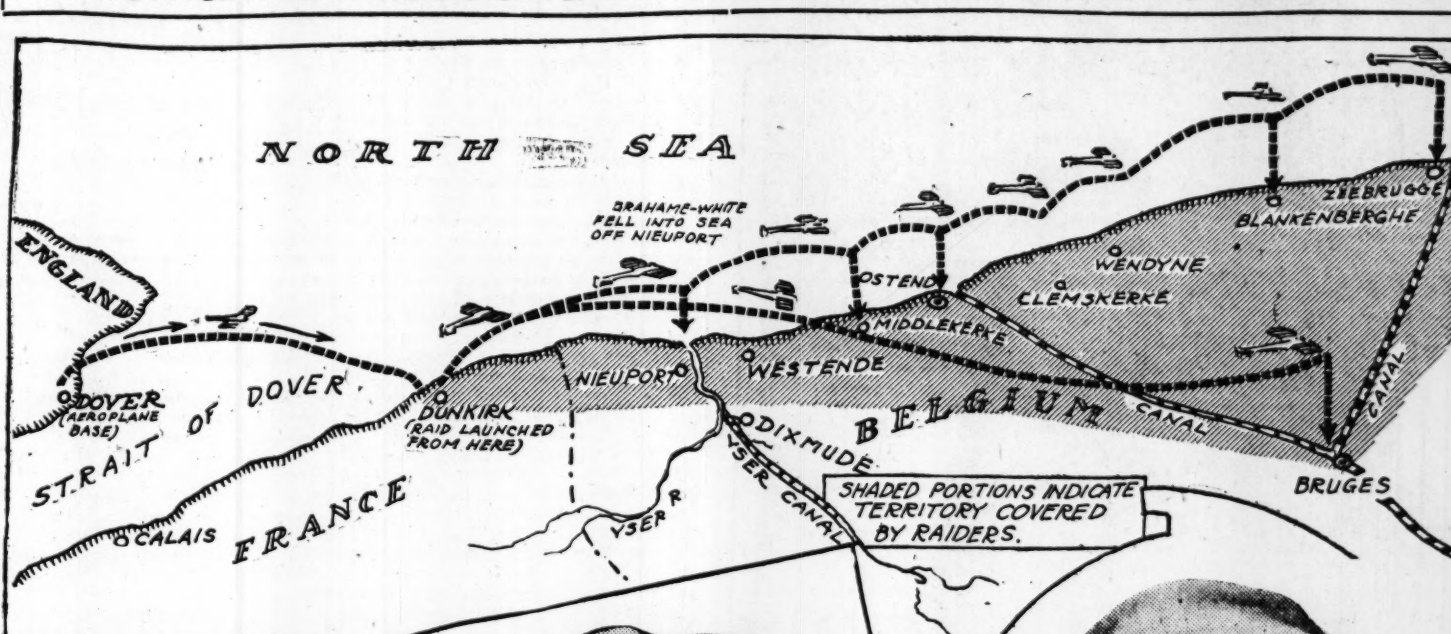 NORTH SEA
ENGLAND
GRAHAME-WHITE
FELL INTO SEA
OFF NIEUPORT
ZEEBRUGGE
BLANKENBERGHE
WENDYNE
OSTEND
CLEMSKERKE
MIDDLEKERKE
WESTENDE
NIEUPORT
DOVER
(AEROPLANE
BASE)
STRAIT OF DOVER
DUNKIRK
(RAID LAUNCHED
FROM HERE)
BELGIUM
CANAL
CANAL
DIXMUDE
YSER CANAL
YSER R
SHADED PORTIONS INDICATE
TERRITORY COVERED
BY RAIDERS.
BRUGES
FRANCE
CALAIS